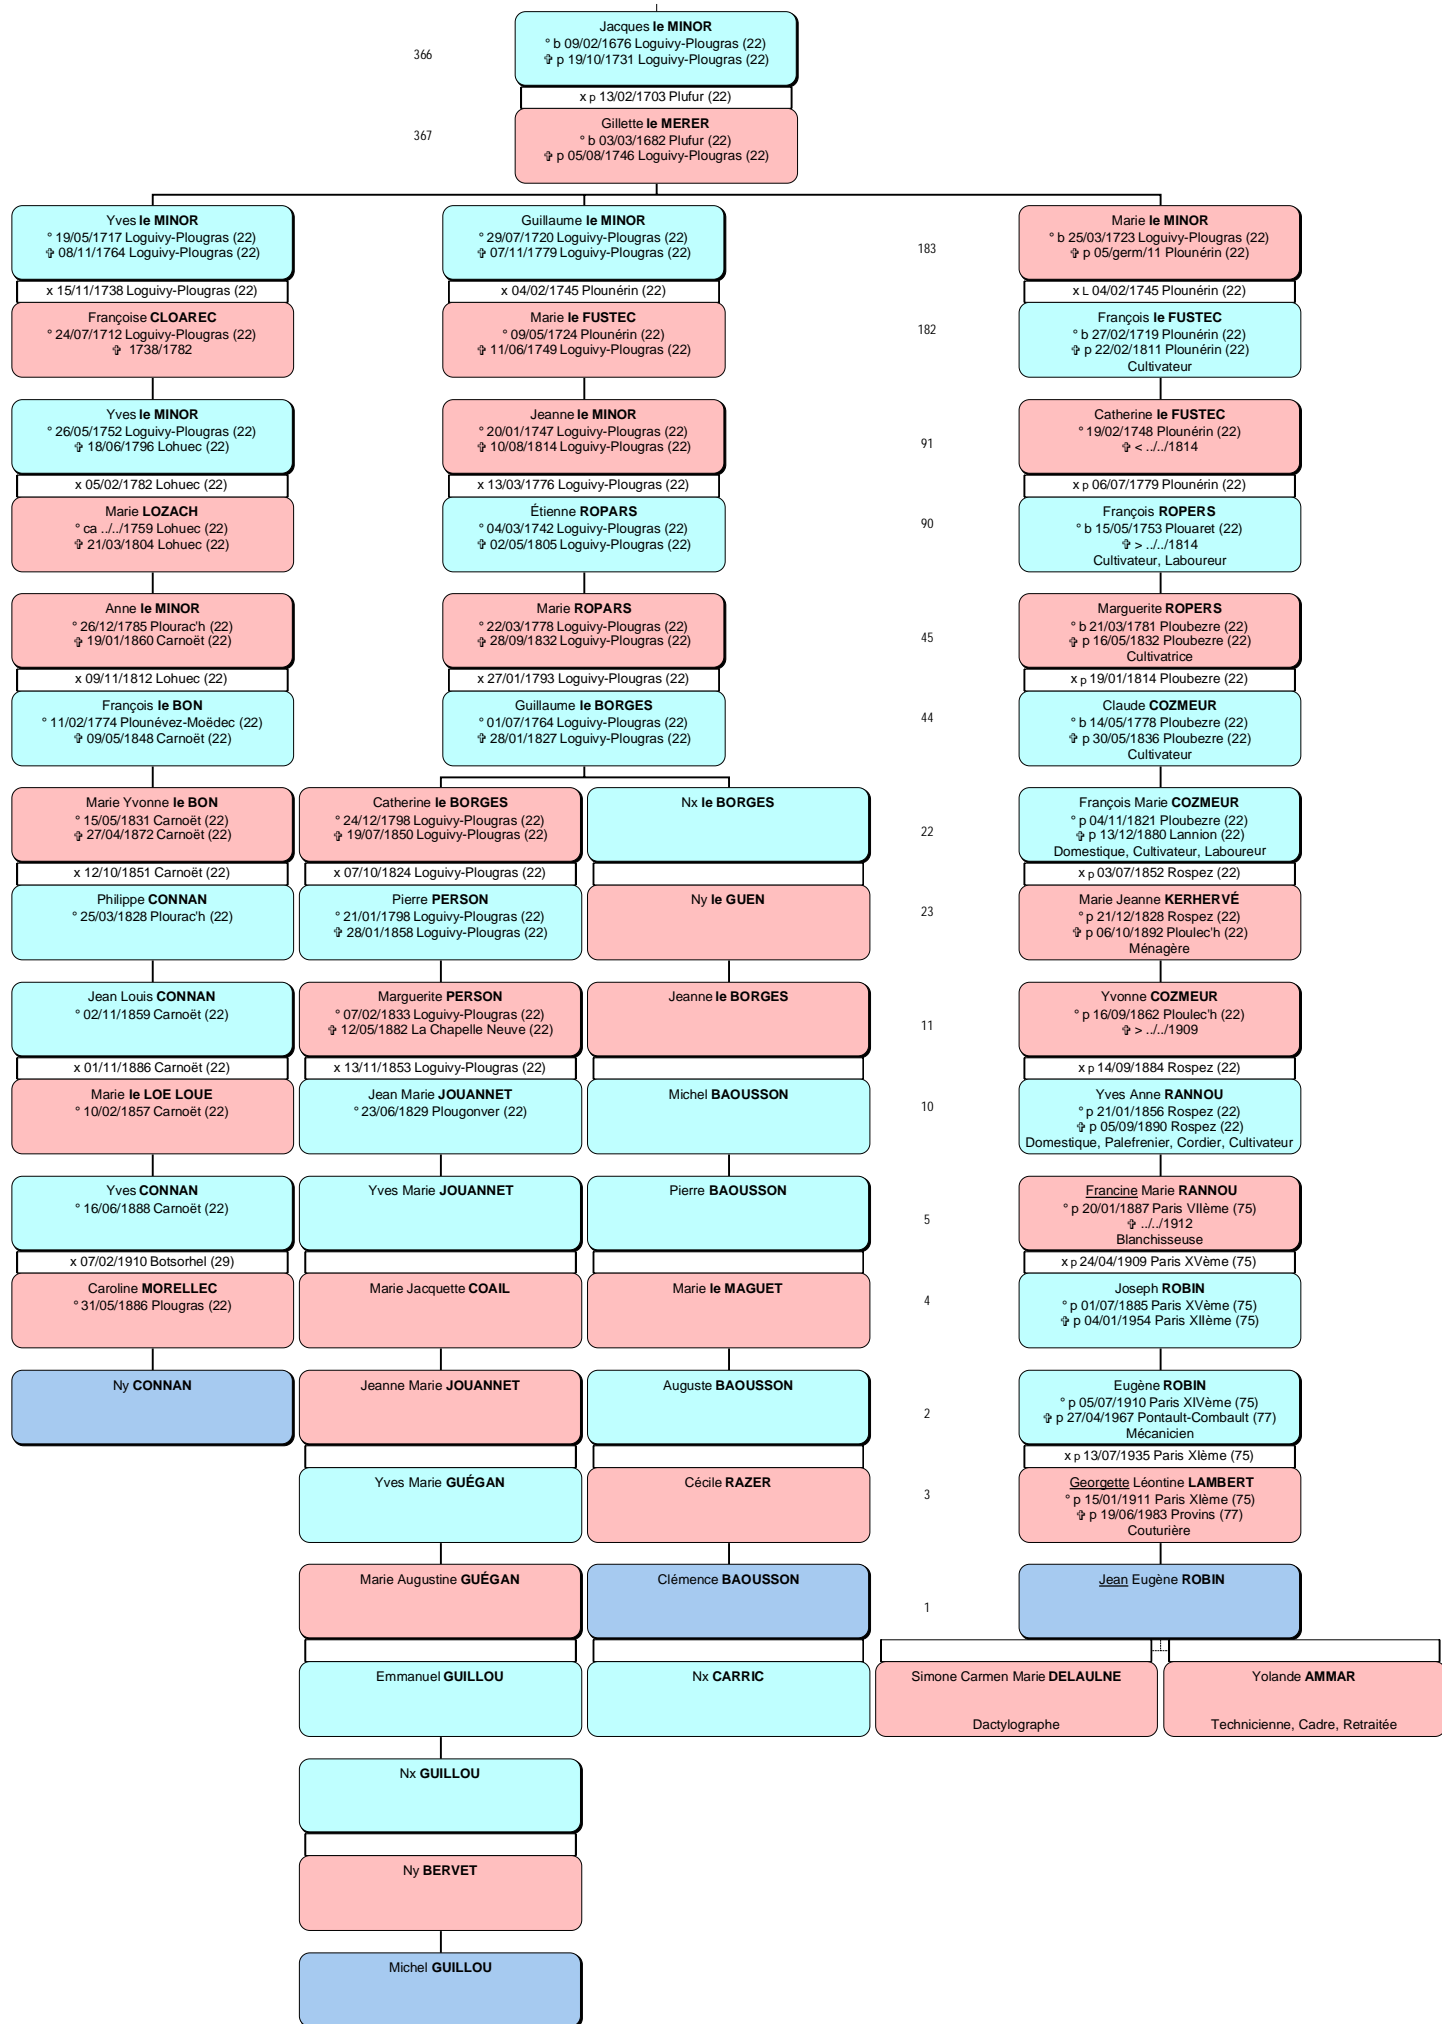 Jacques le MINOR
° b 09/02/1676 Loguivy-Plougras (22)
✞ p 19/10/1731 Loguivy-Plougras (22)
366
x p 13/02/1703 Plufur (22)
Gillette le MERER
° b 03/03/1682 Plufur (22)
✞ p 05/08/1746 Loguivy-Plougras (22)
367
Yves le MINOR
° 19/05/1717 Loguivy-Plougras (22)
✞ 08/11/1764 Loguivy-Plougras (22)
x 15/11/1738 Loguivy-Plougras (22)
Françoise CLOAREC
° 24/07/1712 Loguivy-Plougras (22)
✞ 1738/1782
Guillaume le MINOR
° 29/07/1720 Loguivy-Plougras (22)
✞ 07/11/1779 Loguivy-Plougras (22)
x 04/02/1745 Plounérin (22)
Marie le FUSTEC
° 09/05/1724 Plounérin (22)
✞ 11/06/1749 Loguivy-Plougras (22)
183
Marie le MINOR
° b 25/03/1723 Loguivy-Plougras (22)
✞ p 05/germ/11 Plounérin (22)
x L 04/02/1745 Plounérin (22)
182
François le FUSTEC
° b 27/02/1719 Plounérin (22)
✞ p 22/02/1811 Plounérin (22)
Cultivateur
Yves le MINOR
° 26/05/1752 Loguivy-Plougras (22)
✞ 18/06/1796 Lohuec (22)
x 05/02/1782 Lohuec (22)
Marie LOZACH
° ca ../../1759 Lohuec (22)
✞ 21/03/1804 Lohuec (22)
Jeanne le MINOR
° 20/01/1747 Loguivy-Plougras (22)
✞ 10/08/1814 Loguivy-Plougras (22)
x 13/03/1776 Loguivy-Plougras (22)
Étienne ROPARS
° 04/03/1742 Loguivy-Plougras (22)
✞ 02/05/1805 Loguivy-Plougras (22)
91
Catherine le FUSTEC
° 19/02/1748 Plounérin (22)
✞ < ../../1814
x p 06/07/1779 Plounérin (22)
90
François ROPERS
° b 15/05/1753 Plouaret (22)
✞ > ../../1814
Cultivateur, Laboureur
Anne le MINOR
° 26/12/1785 Plourac'h (22)
✞ 19/01/1860 Carnoët (22)
x 09/11/1812 Lohuec (22)
François le BON
° 11/02/1774 Plounévez-Moëdec (22)
✞ 09/05/1848 Carnoët (22)
Marie ROPARS
° 22/03/1778 Loguivy-Plougras (22)
✞ 28/09/1832 Loguivy-Plougras (22)
x 27/01/1793 Loguivy-Plougras (22)
Guillaume le BORGES
° 01/07/1764 Loguivy-Plougras (22)
✞ 28/01/1827 Loguivy-Plougras (22)
45
Marguerite ROPERS
° b 21/03/1781 Ploubezre (22)
✞ p 16/05/1832 Ploubezre (22)
Cultivatrice
x p 19/01/1814 Ploubezre (22)
44
Claude COZMEUR
° b 14/05/1778 Ploubezre (22)
✞ p 30/05/1836 Ploubezre (22)
Cultivateur
Marie Yvonne le BON
° 15/05/1831 Carnoët (22)
✞ 27/04/1872 Carnoët (22)
x 12/10/1851 Carnoët (22)
Philippe CONNAN
° 25/03/1828 Plourac'h (22)
Catherine le BORGES
° 24/12/1798 Loguivy-Plougras (22)
✞ 19/07/1850 Loguivy-Plougras (22)
x 07/10/1824 Loguivy-Plougras (22)
Pierre PERSON
° 21/01/1798 Loguivy-Plougras (22)
✞ 28/01/1858 Loguivy-Plougras (22)
Nx le BORGES
Ny le GUEN
22
François Marie COZMEUR
° p 04/11/1821 Ploubezre (22)
✞ p 13/12/1880 Lannion (22)
Domestique, Cultivateur, Laboureur
x p 03/07/1852 Rospez (22)
23
Marie Jeanne KERHERVÉ
° p 21/12/1828 Rospez (22)
✞ p 06/10/1892 Ploulec'h (22)
Ménagère
Jean Louis CONNAN
° 02/11/1859 Carnoët (22)
x 01/11/1886 Carnoët (22)
Marie le LOE LOUE
° 10/02/1857 Carnoët (22)
Marguerite PERSON
° 07/02/1833 Loguivy-Plougras (22)
✞ 12/05/1882 La Chapelle Neuve (22)
x 13/11/1853 Loguivy-Plougras (22)
Jean Marie JOUANNET
° 23/06/1829 Plougonver (22)
Jeanne le BORGES
Michel BAOUSSON
11
Yvonne COZMEUR
° p 16/09/1862 Ploulec'h (22)
✞ > ../../1909
x p 14/09/1884 Rospez (22)
10
Yves Anne RANNOU
° p 21/01/1856 Rospez (22)
✞ p 05/09/1890 Rospez (22)
Domestique, Palefrenier, Cordier, Cultivateur
Yves CONNAN
° 16/06/1888 Carnoët (22)
x 07/02/1910 Botsorhel (29)
Caroline MORELLEC
° 31/05/1886 Plougras (22)
Yves Marie JOUANNET
Marie Jacquette COAIL
Pierre BAOUSSON
Marie le MAGUET
5
Francine Marie RANNOU
° p 20/01/1887 Paris VIIème (75)
✞ ../../1912
Blanchisseuse
x p 24/04/1909 Paris XVème (75)
4
Joseph ROBIN
° p 01/07/1885 Paris XVème (75)
✞ p 04/01/1954 Paris XIIème (75)
Ny CONNAN
Jeanne Marie JOUANNET
Yves Marie GUÉGAN
Auguste BAOUSSON
Cécile RAZER
2
Eugène ROBIN
° p 05/07/1910 Paris XIVème (75)
✞ p 27/04/1967 Pontault-Combault (77)
Mécanicien
x p 13/07/1935 Paris XIème (75)
3
Georgette Léontine LAMBERT
° p 15/01/1911 Paris XIème (75)
✞ p 19/06/1983 Provins (77)
Couturière
Marie Augustine GUÉGAN
Emmanuel GUILLOU
Clémence BAOUSSON
Nx CARRIC
1
Jean Eugène ROBIN
Simone Carmen Marie DELAULNE
Dactylographe
Yolande AMMAR
Technicienne, Cadre, Retraitée
Nx GUILLOU
Ny BERVET
Michel GUILLOU